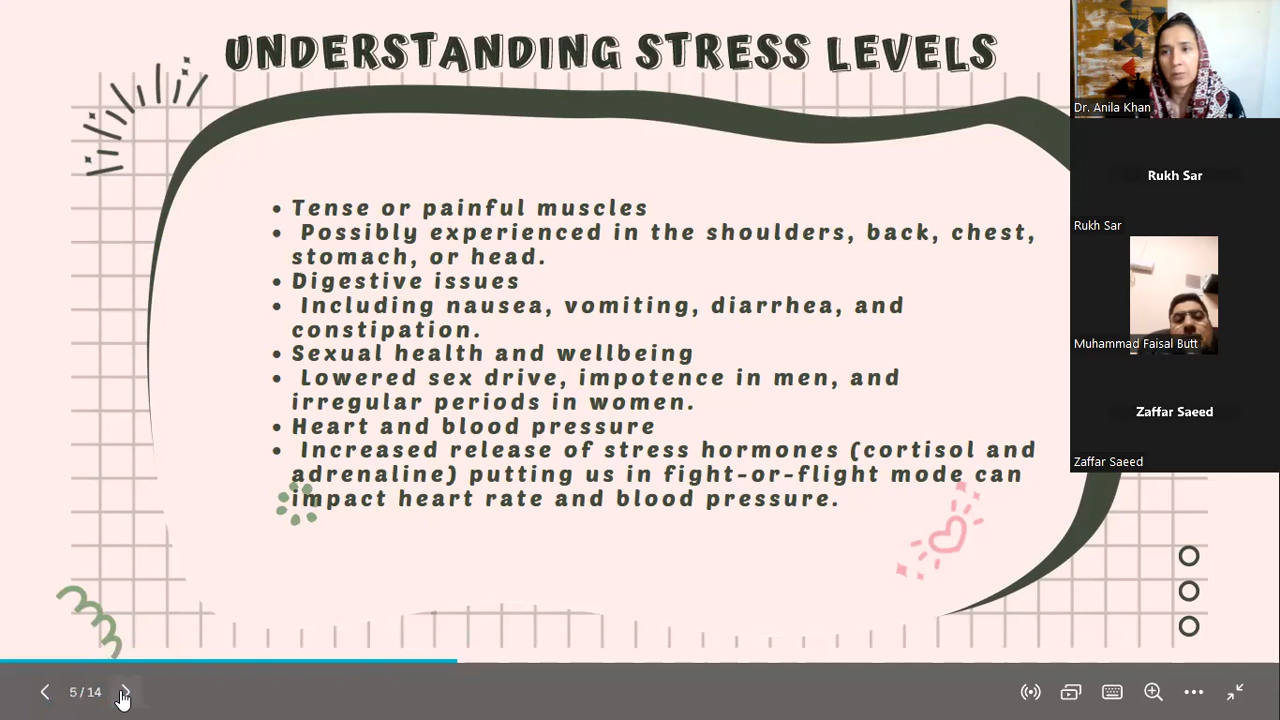 UNDERSTANDING STRESS LEVELS
• Tense or painful muscles
• Possibly experienced in the shoulders, back, chest,
stomach, or head.
• Digestive issues
• Including nausea, vomiting, diarrhea, and
constipation.
• Sexual health and wellbeing
• Lowered sex drive, impotence in men, and
irregular periods in women.
• Heart and blood pressure
• Increased release of stress hormones (cortisol and
adrenaline) putting us in fight-or-flight mode can
impact heart rate and blood pressure.
Dr. Anila Khan
Rukh Sar
Rukh Sar
Muhammad Faisal Butt
Zaffar Saeed
Zaffar Saeed
5 / 14